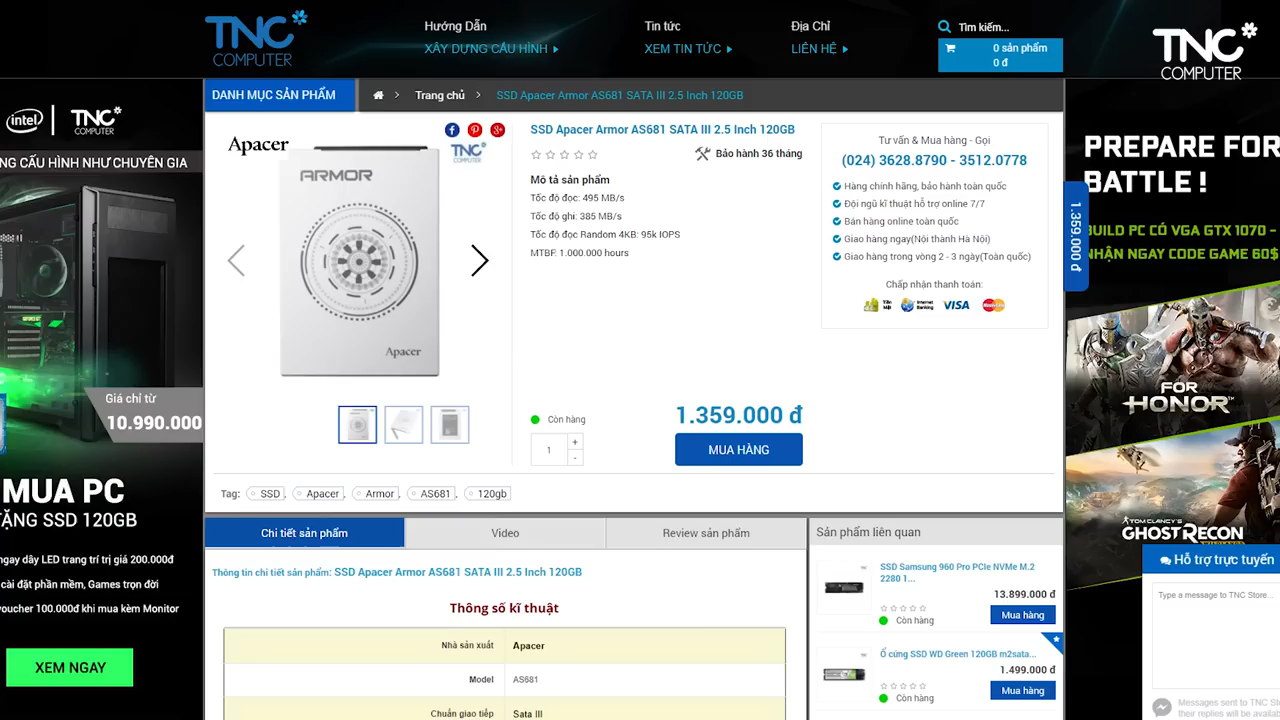 TNC
COMPUTER
Hướng Dẫn
XÂY DỰNG CẤU HÌNH
Tin tức
XEM TIN TỨC
Địa Chỉ
LIÊN HỆ
Tìm kiếm...
0 sản phẩm
0 đ
TNC
COMPUTER
DANH MỤC SẢN PHẨM
Trang chủ
SSD Apacer Armor AS681 SATA III 2.5 Inch 120GB
intel
TNC
COMPUTER
NG CẤU HÌNH NHƯ CHUYÊN GIA
Giá chỉ từ
10.990.000
MUA PC
TẶNG SSD 120GB
ngay dây LED trang trí trị giá 200.000đ
cài đặt phần mềm, Games trọn đời
voucher 100.000đ khi mua kèm Monitor
XEM NGAY
Apacer
TNC
COMPUTER
ARMOR
Apacer
SSD Apacer Armor AS681 SATA III 2.5 Inch 120GB
Bảo hành 36 tháng
Mô tả sản phẩm
Tốc độ đọc: 495 MB/s
Tốc độ ghi: 385 MB/s
Tốc độ đọc Random 4KB: 95k IOPS
MTBF: 1.000.000 hours
Còn hàng
1.359.000 đ
1
+
-
MUA HÀNG
Tư vấn & Mua hàng - Gọi
(024) 3628.8790 - 3512.0778
Hàng chính hãng, bảo hành toàn quốc
Đội ngũ kĩ thuật hỗ trợ online 7/7
Bán hàng online toàn quốc
Giao hàng ngay(Nội thành Hà Nội)
Giao hàng trong vòng 2 - 3 ngày(Toàn quốc)
Chấp nhận thanh toán:
Tiền Mặt
Internet Banking
VISA
MasterCard
1.359.000 đ
PREPARE FOR
BATTLE !
BUILD PC CÓ VGA GTX 1070 -
NHẬN NGAY CODE GAME 60$
FOR
HONOR
TOM CLANCY'S
GHOST RECON
WILDLANDS
Tag: SSD, Apacer, Armor, AS681, 120gb
Chi tiết sản phẩm
Video
Review sản phẩm
Thông tin chi tiết sản phẩm: SSD Apacer Armor AS681 SATA III 2.5 Inch 120GB
Thông số kĩ thuật
Nhà sản xuất
Apacer
Model
AS681
Chuẩn giao tiếp
Sata III
Sản phẩm liên quan
SSD Samsung 960 Pro PCIe NVMe M.2
2280 1...
13.899.000 đ
Còn hàng
Mua hàng
Ổ cứng SSD WD Green 120GB m2sata...
1.499.000 đ
Còn hàng
Mua hàng
Hỗ trợ trực tuyến
Type a message to TNC Store ..
Messages sent to TNC St
their replies will be availab